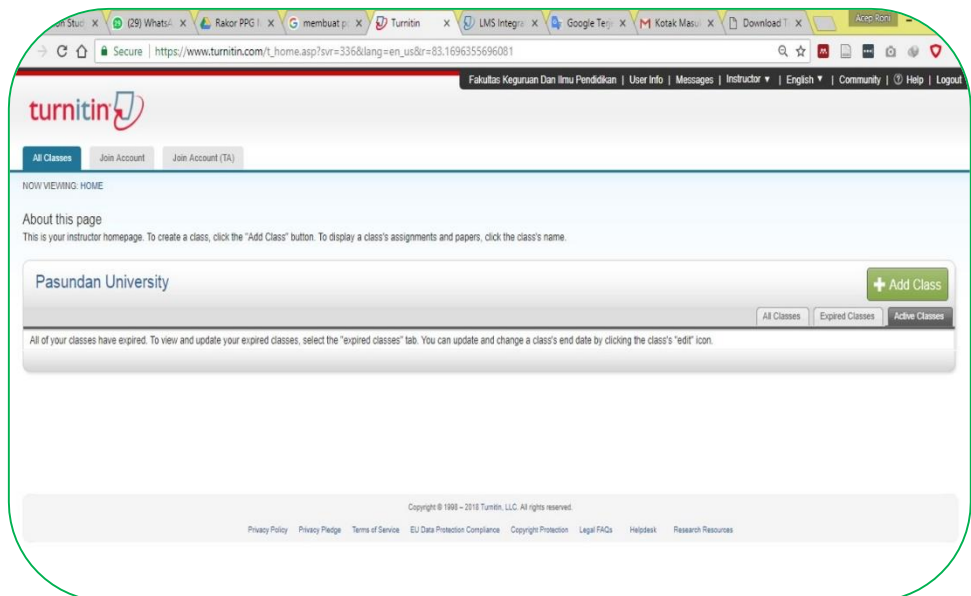 (29) Whats
Rakor PPG
membuat p
Turnitin
LMS Integra
Google Ter
Kotak Masu
Download T
Acep Roni
Secure | https://www.turnitin.com/t_home.asp?svr=336&lang=en_us&r=83.1696355696081
Fakultas Keguruan Dan Ilmu Pendidikan | User Info | Messages | Instructor ▼ | English ▼ | Community | ? Help | Logout
turnitin
All Classes
Join Account
Join Account (TA)
NOW VIEWING: HOME
About this page
This is your instructor homepage. To create a class, click the "Add Class" button. To display a class's assignments and papers, click the class's name.
Pasundan University
+ Add Class
All Classes
Expired Classes
Active Classes
All of your classes have expired. To view and update your expired classes, select the "expired classes" tab. You can update and change a class's end date by clicking the class's "edit" icon.
Copyright © 1998 – 2018 Turnitin, LLC. All rights reserved.
Privacy Policy Privacy Pledge Terms of Service EU Data Protection Compliance Copyright Protection Legal FAQs Helpdesk Research Resources